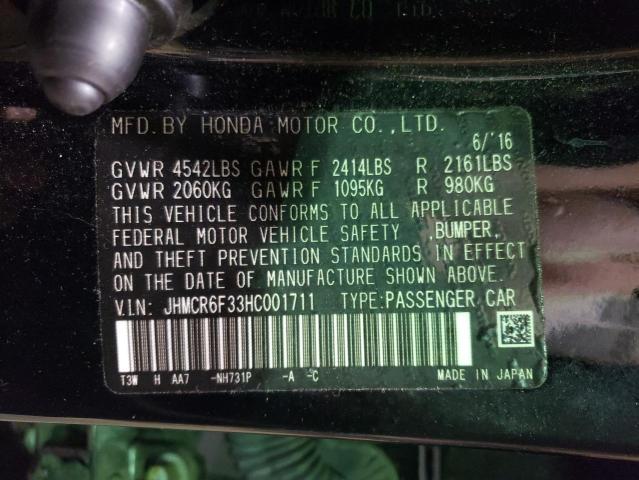 MFD. BY HONDA MOTOR CO., LTD.
6/'16
GVWR 4542LBS GAWR F 2414LBS R 2161LBS
GVWR 2060KG GAWR F 1095KG R 980KG
THIS VEHICLE CONFORMS TO ALL APPLICABLE
FEDERAL MOTOR VEHICLE SAFETY, BUMPER,
AND THEFT PREVENTION STANDARDS IN EFFECT
ON THE DATE OF MANUFACTURE SHOWN ABOVE.
V.I.N: JHMCR6F33HC001711 TYPE: PASSENGER CAR
T3W H AA7 -NH731P -A -C MADE IN JAPAN